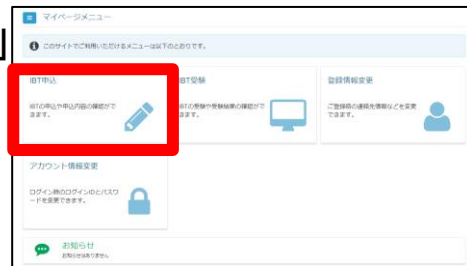 マイページメニュー
このサイトでご利用いただけるメニューは以下のとおりです。
IBT申込
IBTの申込や申込内容の確認ができます。
IBT受験
IBTの受験や受験結果の確認ができます。
登録情報変更
ご登録様の連絡先情報などを変更できます。
アカウント情報変更
ログイン時のログインIDとパスワードを変更できます。
お知らせ
お知らせはありません